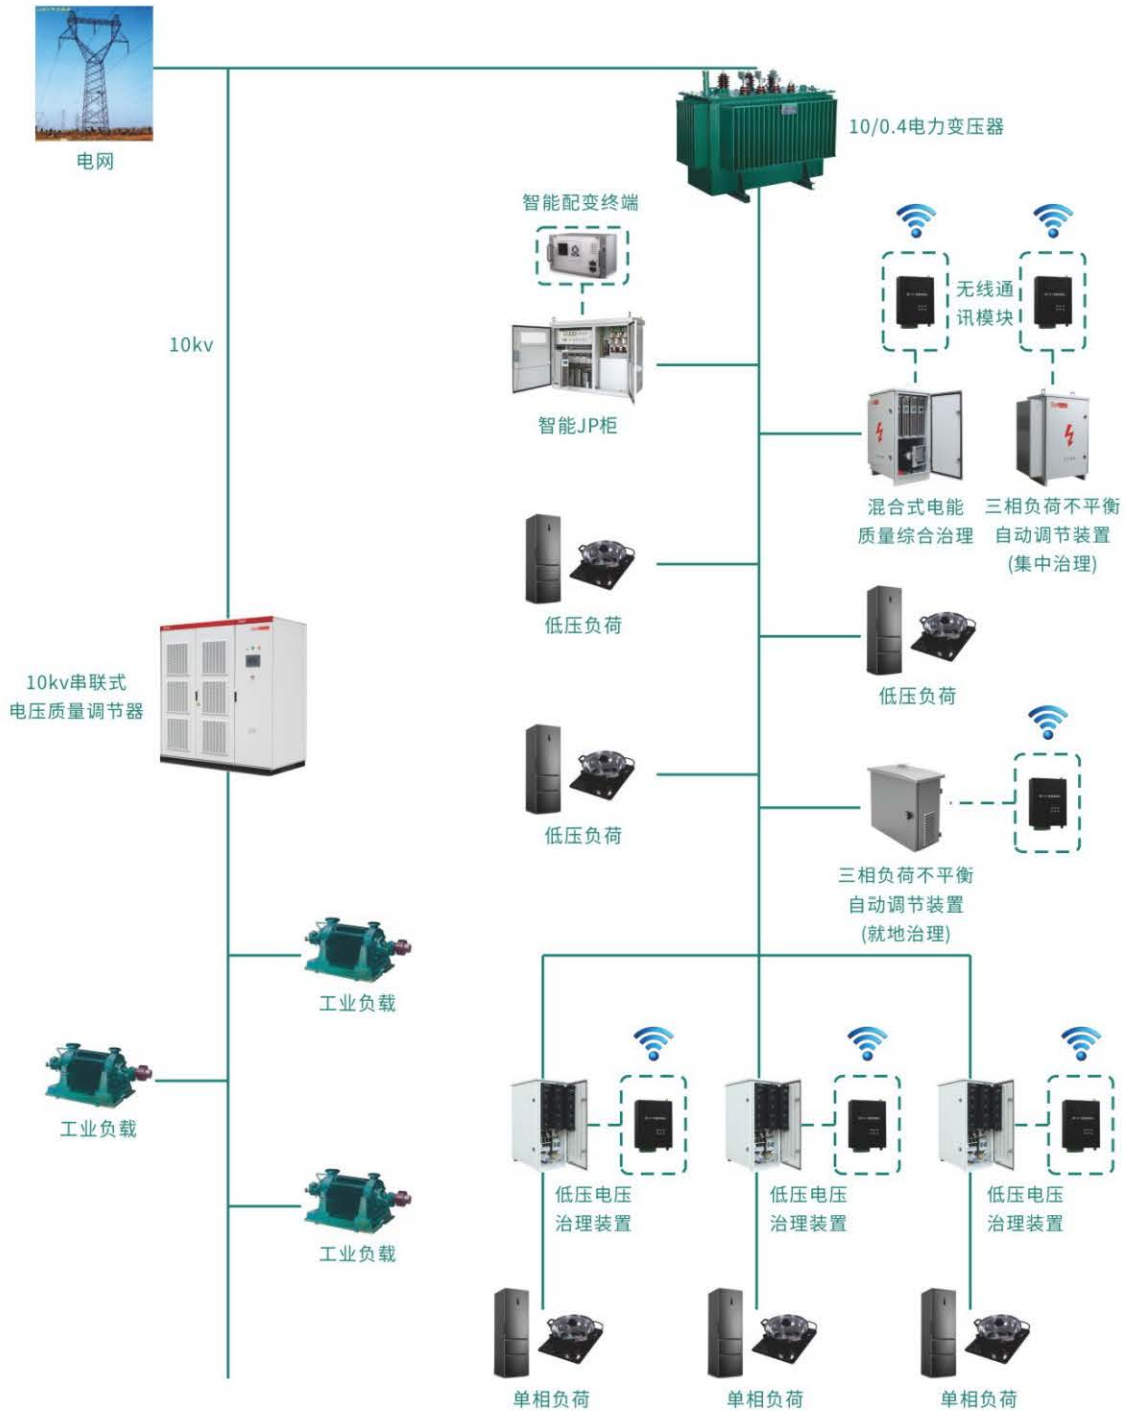 电网
10/0.4电力变压器
智能配变终端
无线通
讯模块
10kv
智能JP柜
混合式电能
质量综合治理
三相负荷不平衡
自动调节装置
(集中治理)
低压负荷
低压负荷
10kv串联式
电压质量调节器
低压负荷
三相负荷不平衡
自动调节装置
(就地治理)
工业负载
工业负载
低压电压
治理装置
低压电压
治理装置
低压电压
治理装置
工业负载
单相负荷
单相负荷
单相负荷